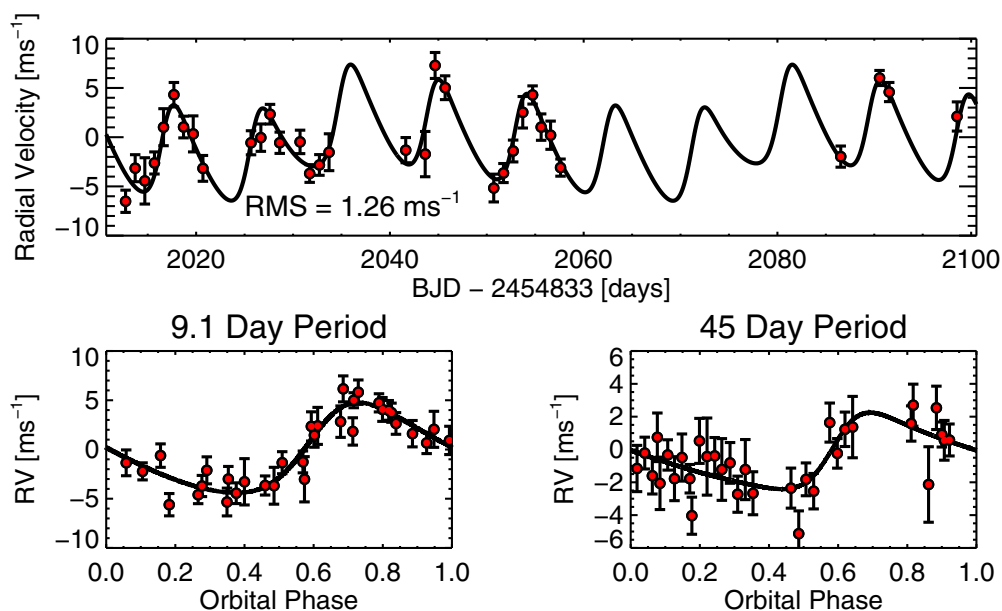 Radial Velocity [ms⁻¹]
10
5
0
−5
−10
RMS = 1.26 ms⁻¹
2020 2040 2060 2080 2100
BJD − 2454833 [days]
9.1 Day Period
RV [ms⁻¹]
10
5
0
−5
−10
0.0 0.2 0.4 0.6 0.8 1.0
Orbital Phase
45 Day Period
RV [ms⁻¹]
6
4
2
0
−2
−4
−6
0.0 0.2 0.4 0.6 0.8 1.0
Orbital Phase